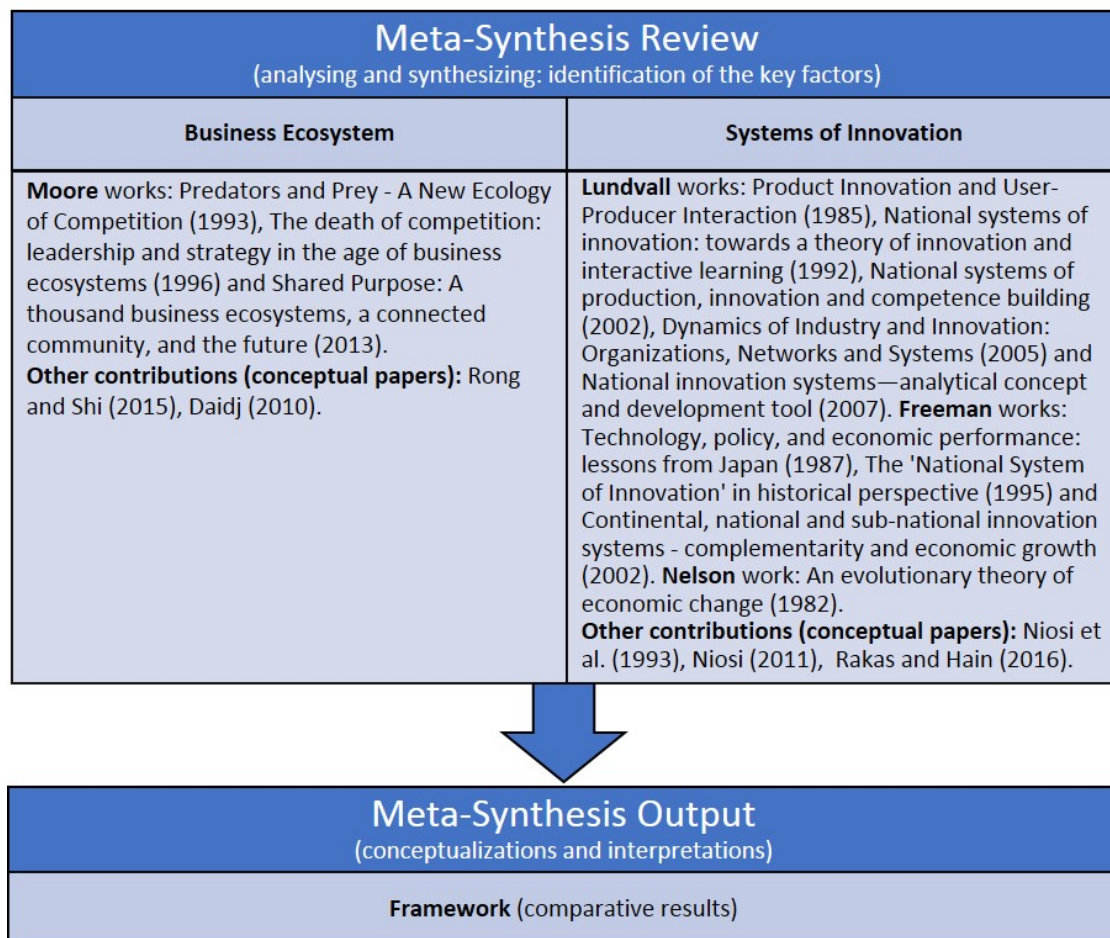 Meta-Synthesis Review
(analysing and synthesizing: identification of the key factors)
Business Ecosystem
Systems of Innovation
Moore works: Predators and Prey - A New Ecology
of Competition (1993), The death of competition:
leadership and strategy in the age of business
ecosystems (1996) and Shared Purpose: A
thousand business ecosystems, a connected
community, and the future (2013).
Other contributions (conceptual papers): Rong
and Shi (2015), Daidj (2010).
Lundvall works: Product Innovation and User-
Producer Interaction (1985), National systems of
innovation: towards a theory of innovation and
interactive learning (1992), National systems of
production, innovation and competence building
(2002), Dynamics of Industry and Innovation:
Organizations, Networks and Systems (2005) and
National innovation systems—analytical concept
and development tool (2007). Freeman works:
Technology, policy, and economic performance:
lessons from Japan (1987), The 'National System
of Innovation' in historical perspective (1995) and
Continental, national and sub-national innovation
systems - complementarity and economic growth
(2002). Nelson work: An evolutionary theory of
economic change (1982).
Other contributions (conceptual papers): Niosi et
al. (1993), Niosi (2011), Rakas and Hain (2016).
Meta-Synthesis Output
(conceptualizations and interpretations)
Framework (comparative results)